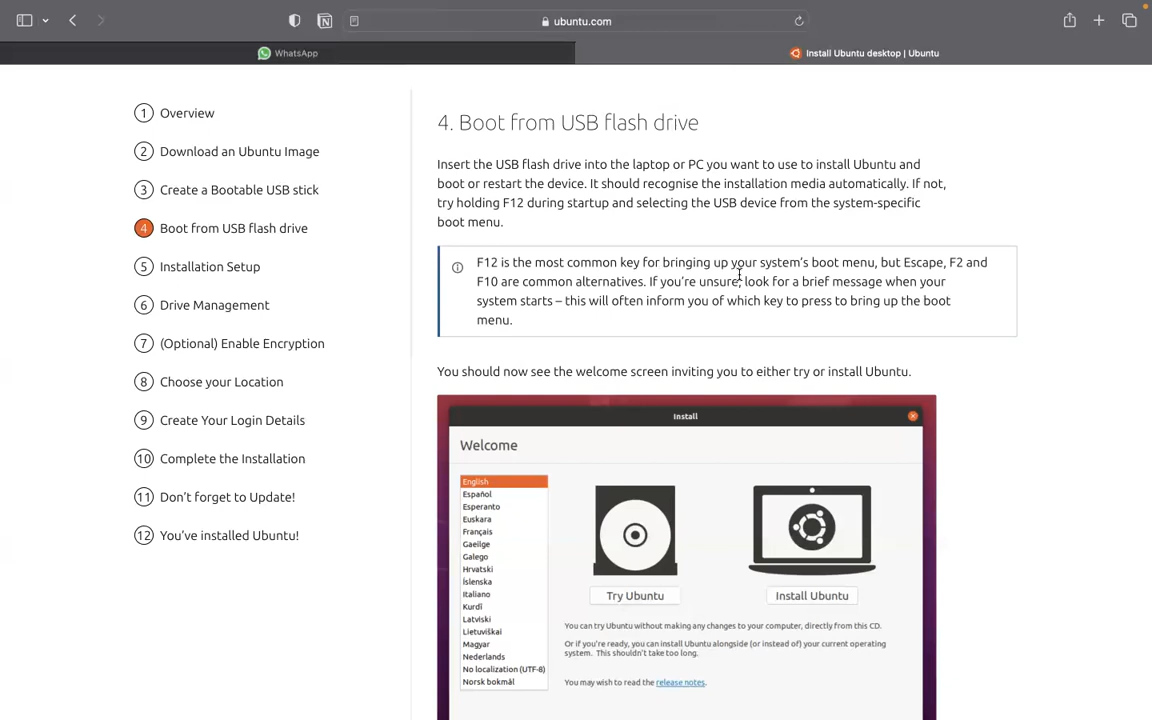 ubuntu.com
WhatsApp
Install Ubuntu desktop | Ubuntu
1 Overview
2 Download an Ubuntu Image
3 Create a Bootable USB stick
4 Boot from USB flash drive
5 Installation Setup
6 Drive Management
7 (Optional) Enable Encryption
8 Choose your Location
9 Create Your Login Details
10 Complete the Installation
11 Don't forget to Update!
12 You've installed Ubuntu!
4. Boot from USB flash drive
Insert the USB flash drive into the laptop or PC you want to use to install Ubuntu and
boot or restart the device. It should recognise the installation media automatically. If not,
try holding F12 during startup and selecting the USB device from the system-specific
boot menu.
F12 is the most common key for bringing up your system's boot menu, but Escape, F2 and
F10 are common alternatives. If you're unsure, look for a brief message when your
system starts – this will often inform you of which key to press to bring up the boot
menu.
You should now see the welcome screen inviting you to either try or install Ubuntu.
Install
Welcome
English
Español
Esperanto
Euskara
Français
Gaeilge
Galego
Hrvatski
Íslenska
Italiano
Kurdî
Latviski
Lietuviškai
Magyar
Nederlands
No localization (UTF-8)
Norsk bokmål
Try Ubuntu
Install Ubuntu
You can try Ubuntu without making any changes to your computer, directly from this CD.
Or if you're ready, you can install Ubuntu alongside (or instead of) your current operating
system. This shouldn't take too long.
You may wish to read the release notes.